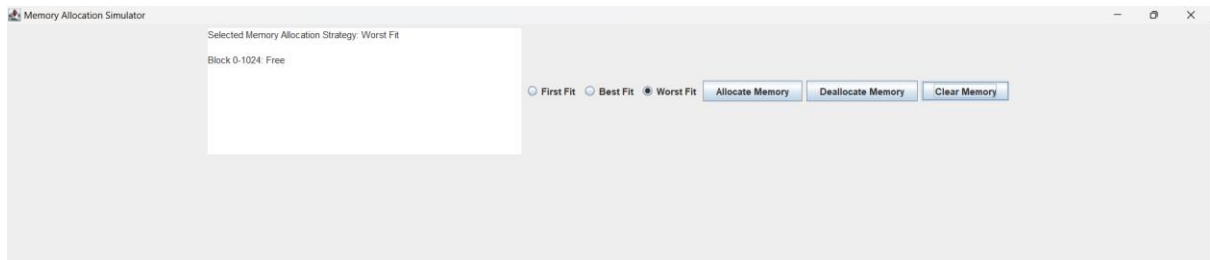 Memory Allocation Simulator
Selected Memory Allocation Strategy: Worst Fit
Block 0-1024: Free
First Fit Best Fit Worst Fit Allocate Memory Deallocate Memory Clear Memory